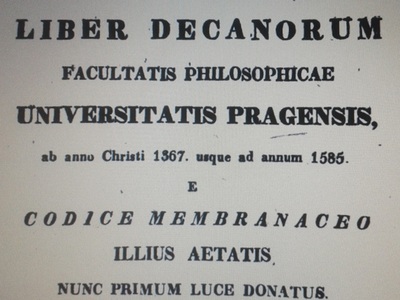 LIBER DECANORUM
FACULTATIS PHILOSOPHICAE
UNIVERSITATIS PRAGENSIS,
ab anno Christi 1367. usque ad annum 1585.
E
CODICE MEMBRANACEO
ILLIUS AETATIS
NUNC PRIMUM LUCE DONATUS.